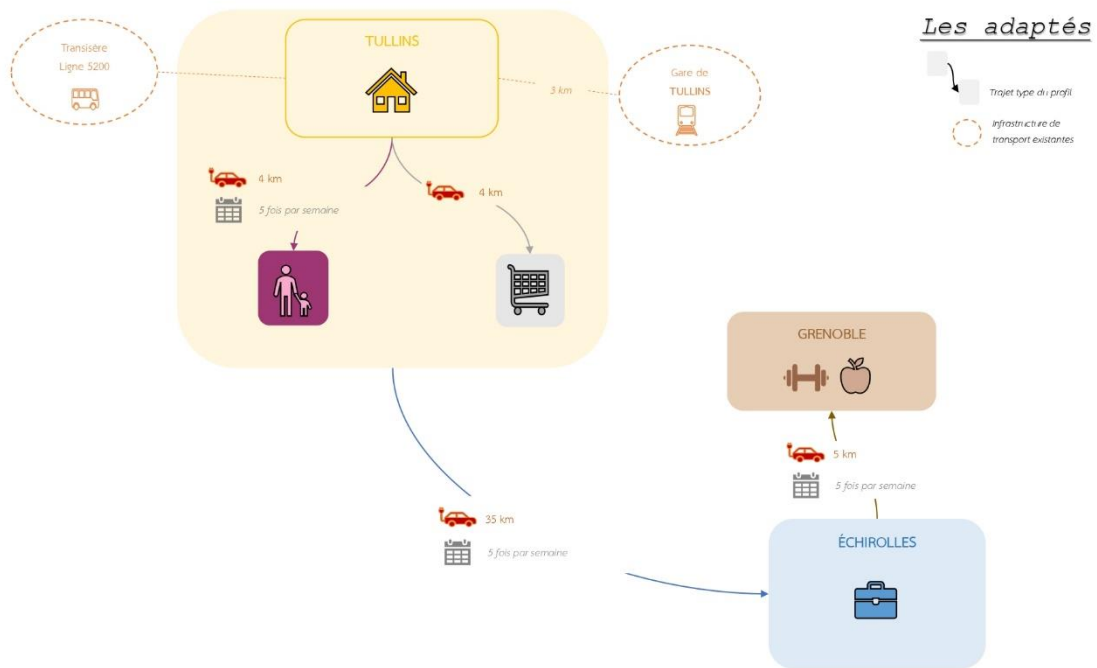 Les adaptés
Trajet type du profil
Infrastructure de
transport existantes
Transisère
Ligne 5200
TULLINS
3 km
Gare de
TULLINS
4 km
5 fois par semaine
4 km
GRENOBLE
5 km
5 fois par semaine
35 km
5 fois par semaine
ÉCHIROLLES